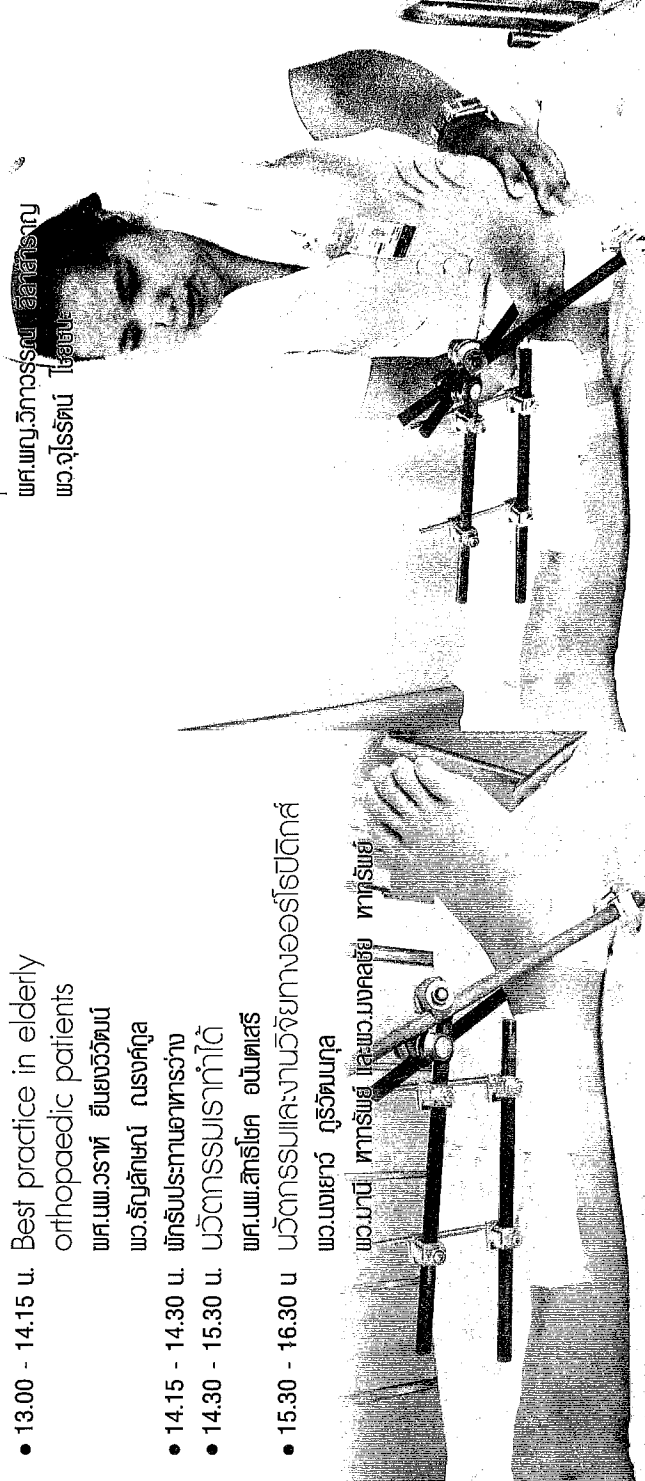 ผศ.พญ.วิภาวรรณ ลีลาสำราญ
พว.จุไรรัตน์
• 13.00 - 14.15 น. Best practice in elderly
orthopaedic patients
ผศ.นพ.วราห์ ยืนยงวิวัฒน์
พว.ธัญลักษณ์ ณรงค์กูล
• 14.15 - 14.30 น. พักรับประทานอาหารว่าง
• 14.30 - 15.30 น. นวัตกรรมเราทำได้
ผศ.นพ.สิทธิโชค อนันตเสรี
• 15.30 - 16.30 น นวัตกรรมและงานวิจัยทางออร์โธปิดิกส์
พว.นงเยาว์ ภูริวัฒนกุล
พว.มานี หาทรัพย์ และพว.มงคลชัย หาทรัพย์